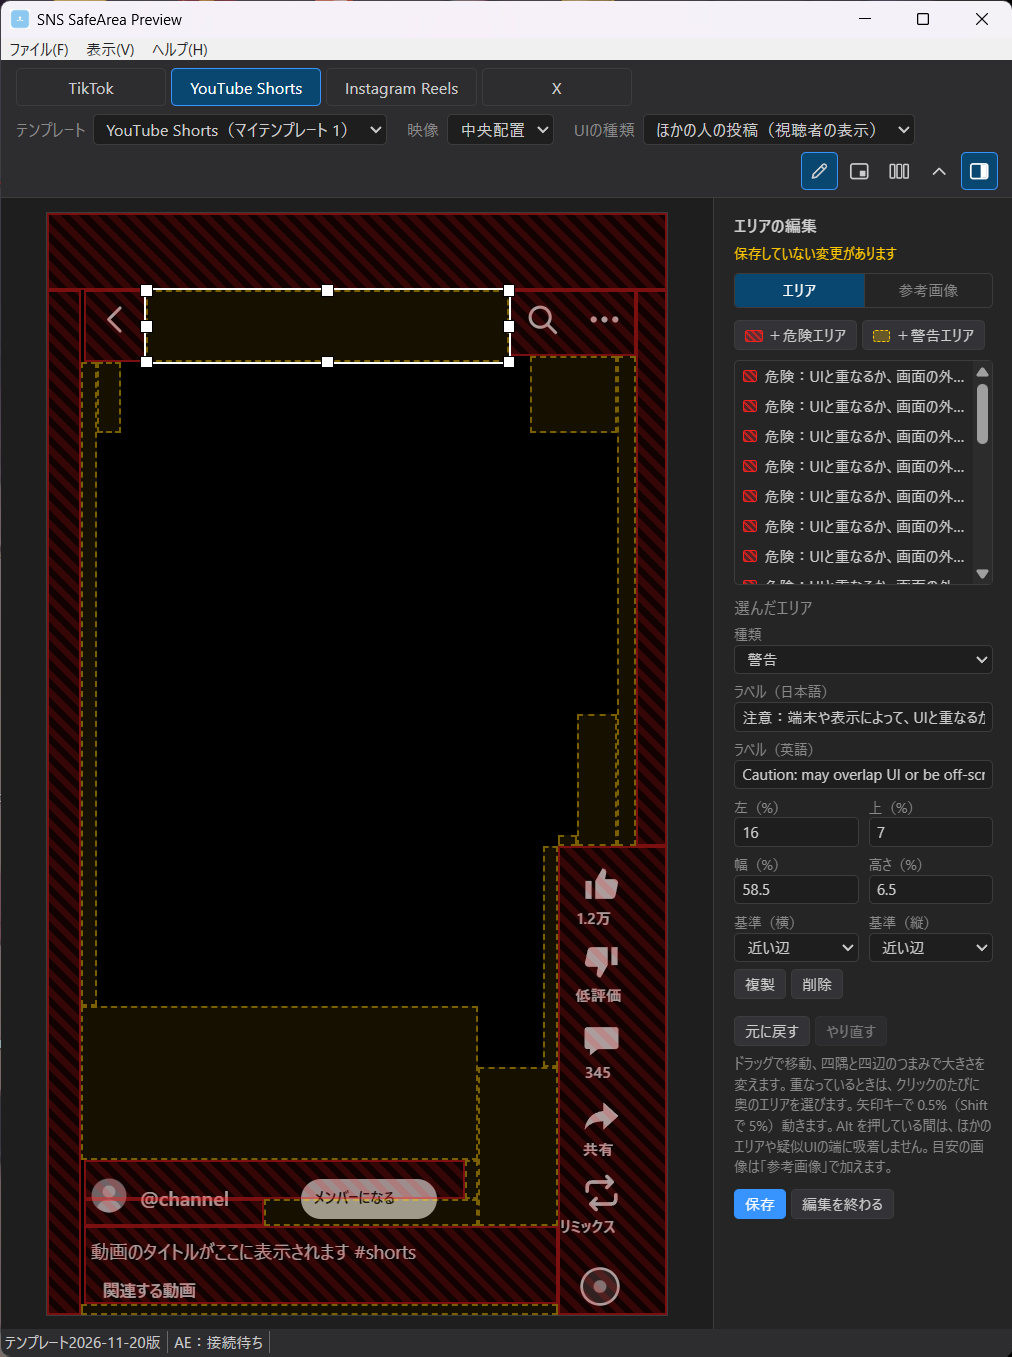 SNS SafeArea Preview
ファイル(F) 表示(V) ヘルプ(H)
TikTok YouTube Shorts Instagram Reels X
テンプレート YouTube Shorts（マイテンプレート 1） 映像 中央配置 UIの種類 ほかの人の投稿（視聴者の表示）
エリアの編集
保存していない変更があります
エリア 参考画像
＋危険エリア ＋警告エリア
危険：UIと重なるか、画面の外...
危険：UIと重なるか、画面の外...
危険：UIと重なるか、画面の外...
危険：UIと重なるか、画面の外...
危険：UIと重なるか、画面の外...
危険：UIと重なるか、画面の外...
危険：UIと重なるか、画面の外...
選んだエリア
種類
警告
ラベル（日本語）
注意：端末や表示によって、UIと重なるか
ラベル（英語）
Caution: may overlap UI or be off-scr
左（%） 上（%）
16 7
幅（%） 高さ（%）
58.5 6.5
基準（横） 基準（縦）
近い辺 近い辺
複製 削除
元に戻す やり直す
ドラッグで移動、四隅と四辺のつまみで大きさを
変えます。重なっているときは、クリックのたびに
奥のエリアを選びます。矢印キーで 0.5%（Shift
で 5%）動きます。Alt を押している間は、ほかの
エリアや疑似UIの端に吸着しません。目安の画
像は「参考画像」で加えます。
保存 編集を終わる
1.2万
低評価
345
共有
リミックス
@channel メンバーになる
動画のタイトルがここに表示されます #shorts
関連する動画
テンプレート2026-11-20版 AE：接続待ち